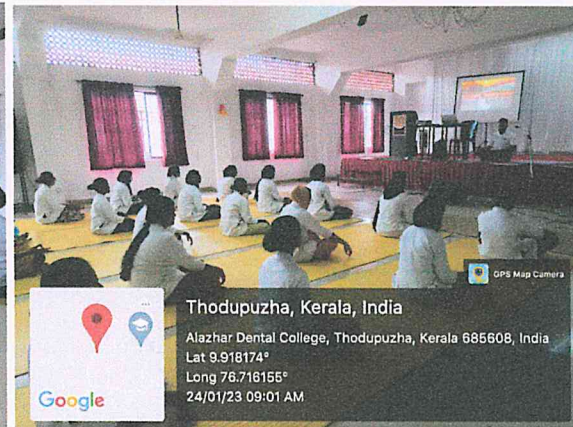 GPS Map Camera
Thodupuzha, Kerala, India
Alazhar Dental College, Thodupuzha, Kerala 685608, India
Lat 9.918174°
Long 76.716155°
24/01/23 09:01 AM
Google